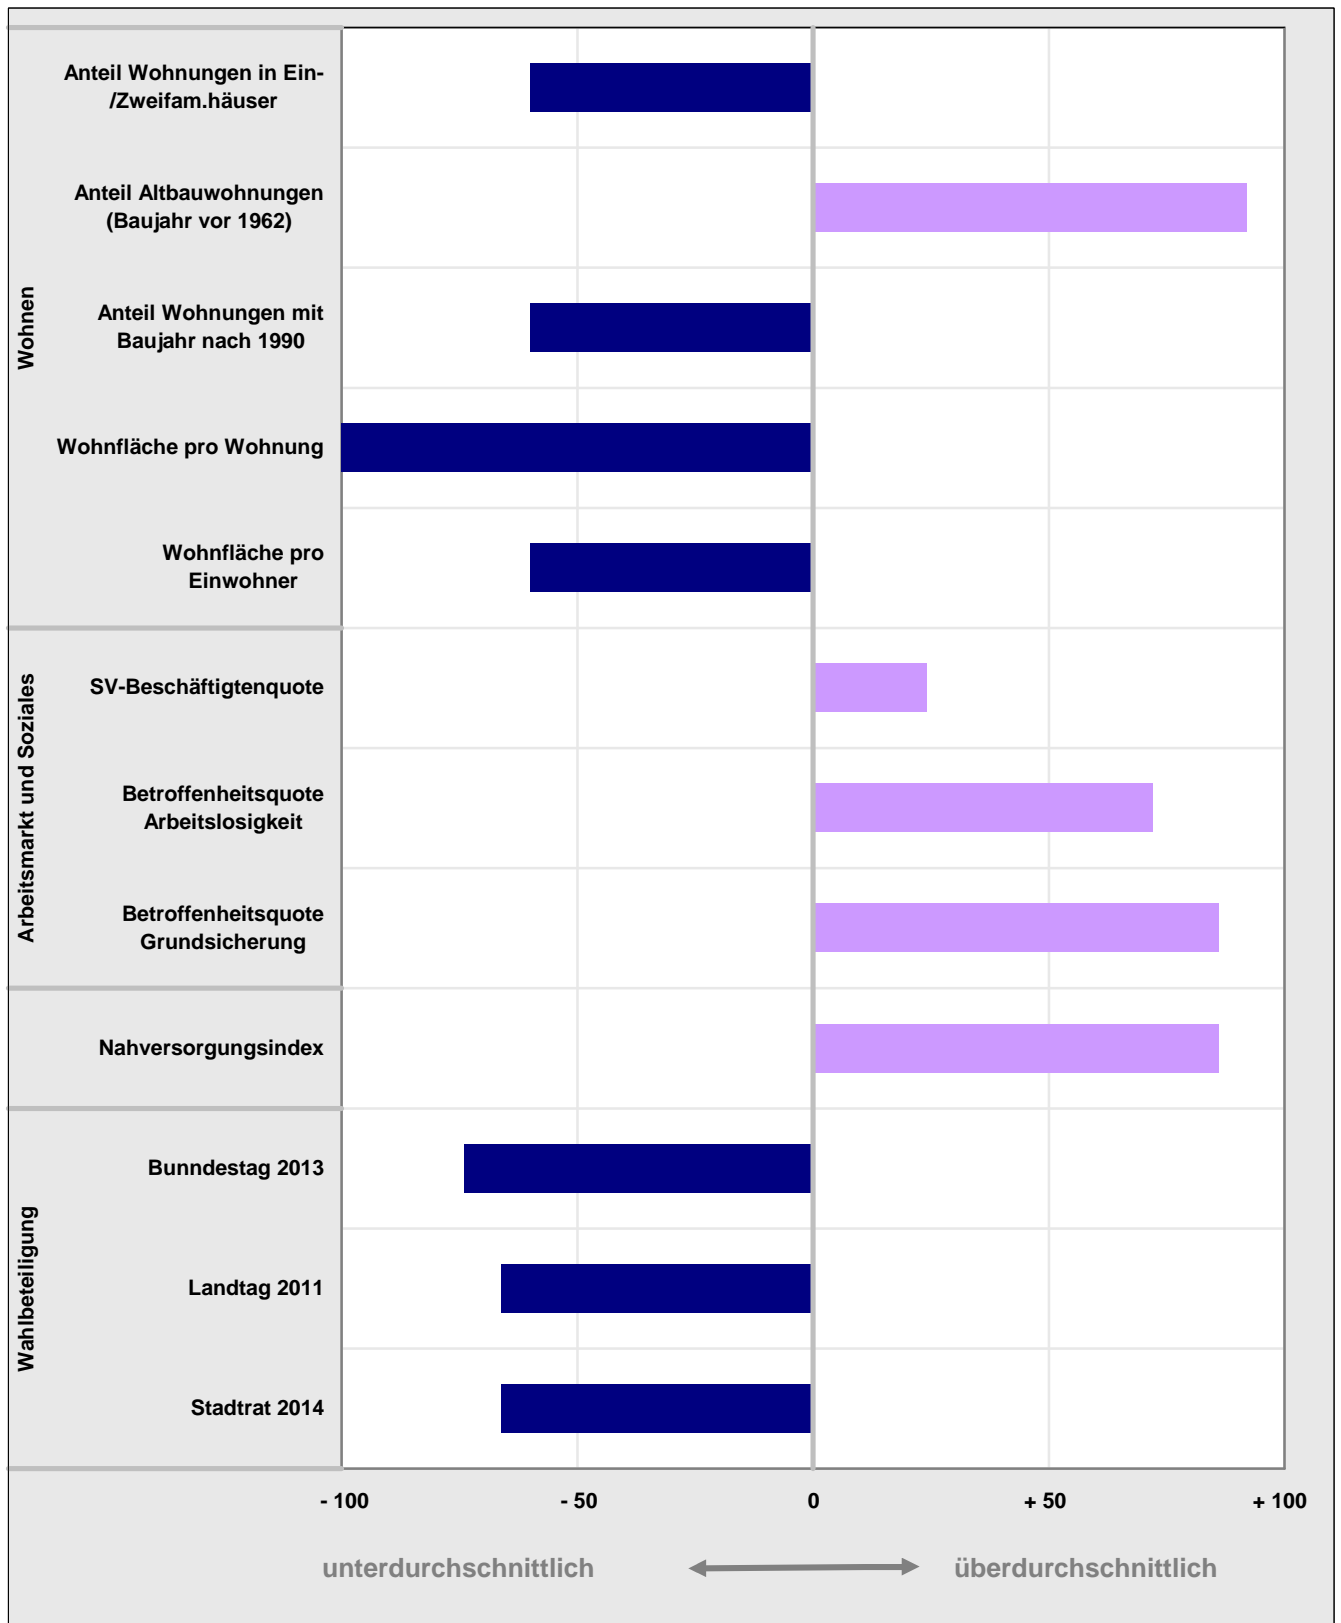 Wohnen
Anteil Wohnungen in Ein-
/Zweifam.häuser
Anteil Altbauwohnungen
(Baujahr vor 1962)
Anteil Wohnungen mit
Baujahr nach 1990
Wohnfläche pro Wohnung
Wohnfläche pro
Einwohner
Arbeitsmarkt und Soziales
SV-Beschäftigtenquote
Betroffenheitsquote
Arbeitslosigkeit
Betroffenheitsquote
Grundsicherung
Nahversorgungsindex
Wahlbeteiligung
Bunndestag 2013
Landtag 2011
Stadtrat 2014
- 100 - 50 0 + 50 + 100
unterdurchschnittlich überdurchschnittlich